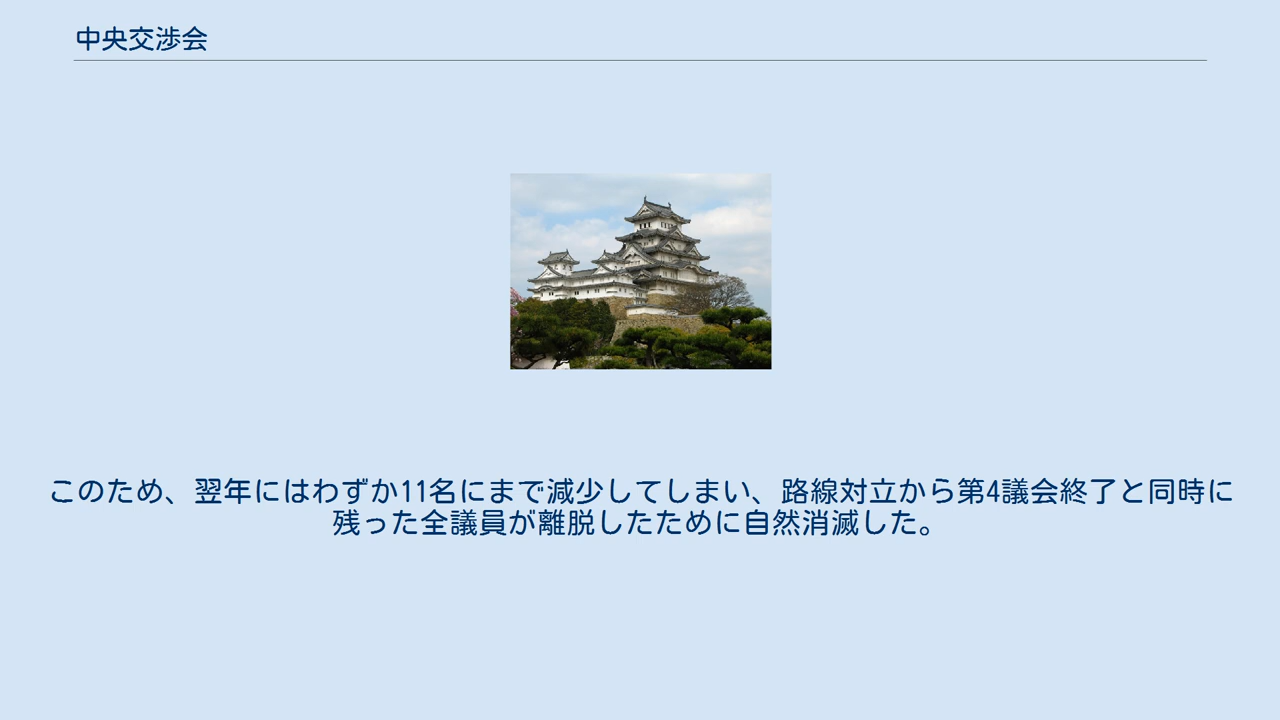 中央交渉会
このため、翌年にはわずか11名にまで減少してしまい、路線対立から第4議会終了と同時に
残った全議員が離脱したために自然消滅した。